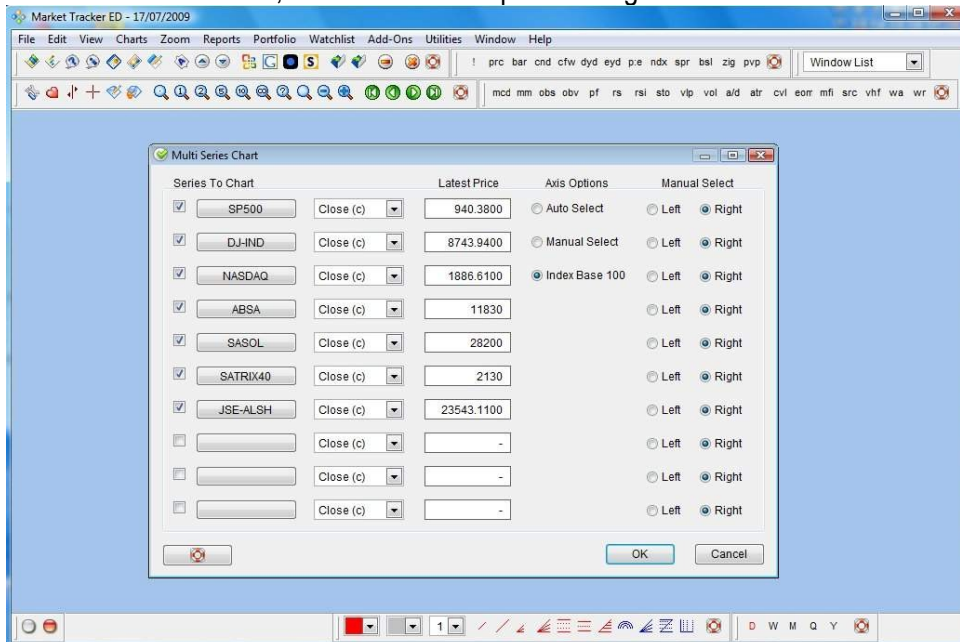 Market Tracker ED - 17/07/2009
File Edit View Charts Zoom Reports Portfolio Watchlist Add-Ons Utilities Window Help
! prc bar cnd cfw dyd eyd p:e ndx spr bsl zig pvp Window List
mcd mm obs obv pf rs rsi sto vlp vol a/d atr cvl eom mfi src vhf wa wr
Multi Series Chart
Series To Chart Latest Price Axis Options Manual Select
SP500 Close (c) 940.3800 Auto Select Left Right
DJ-IND Close (c) 8743.9400 Manual Select Left Right
NASDAQ Close (c) 1886.6100 Index Base 100 Left Right
ABSA Close (c) 11830 Left Right
SASOL Close (c) 28200 Left Right
SATRIX40 Close (c) 2130 Left Right
JSE-ALSH Close (c) 23543.1100 Left Right
Close (c) - Left Right
Close (c) - Left Right
Close (c) - Left Right
OK Cancel
1 D W M Q Y